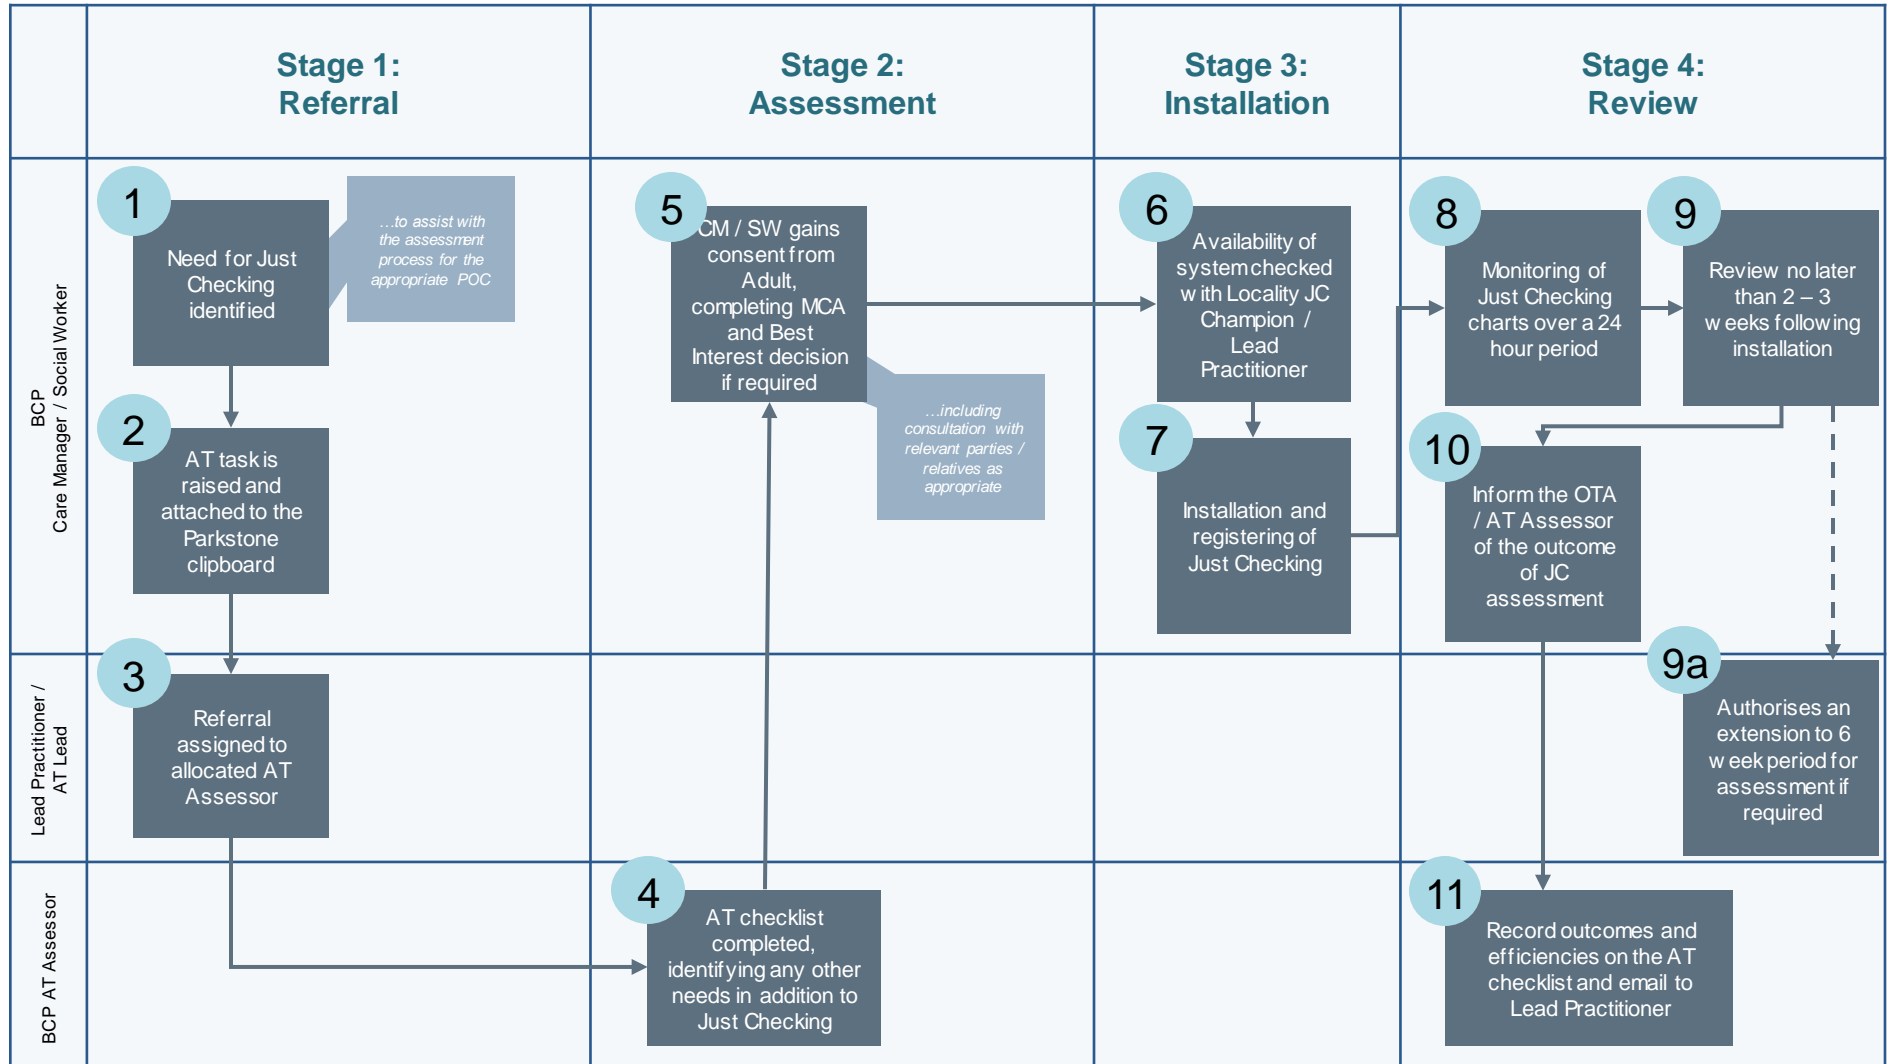 Stage 1:
Referral
Stage 2:
Assessment
Stage 3:
Installation
Stage 4:
Review
BCP
Care Manager / Social Worker
1
Need for Just
Checking
identified
…to assist with
the assessment
process for the
appropriate POC
2
AT task is
raised and
attached to the
Parkstone
clipboard
5
CM / SW gains
consent from
Adult,
completing MCA
and Best
Interest decision
if required
…including
consultation with
relevant parties /
relatives as
appropriate
6
Availability of
system checked
with Locality JC
Champion /
Lead
Practitioner
7
Installation and
registering of
Just Checking
8
Monitoring of
Just Checking
charts over a 24
hour period
9
Review no later
than 2 – 3
weeks following
installation
10
Inform the OTA
/ AT Assessor
of the outcome
of JC
assessment
Lead Practitioner /
AT Lead
3
Referral
assigned to
allocated AT
Assessor
9a
Authorises an
extension to 6
week period for
assessment if
required
BCP AT Assessor
4
AT checklist
completed,
identifying any other
needs in addition to
Just Checking
11
Record outcomes and
efficiencies on the AT
checklist and email to
Lead Practitioner